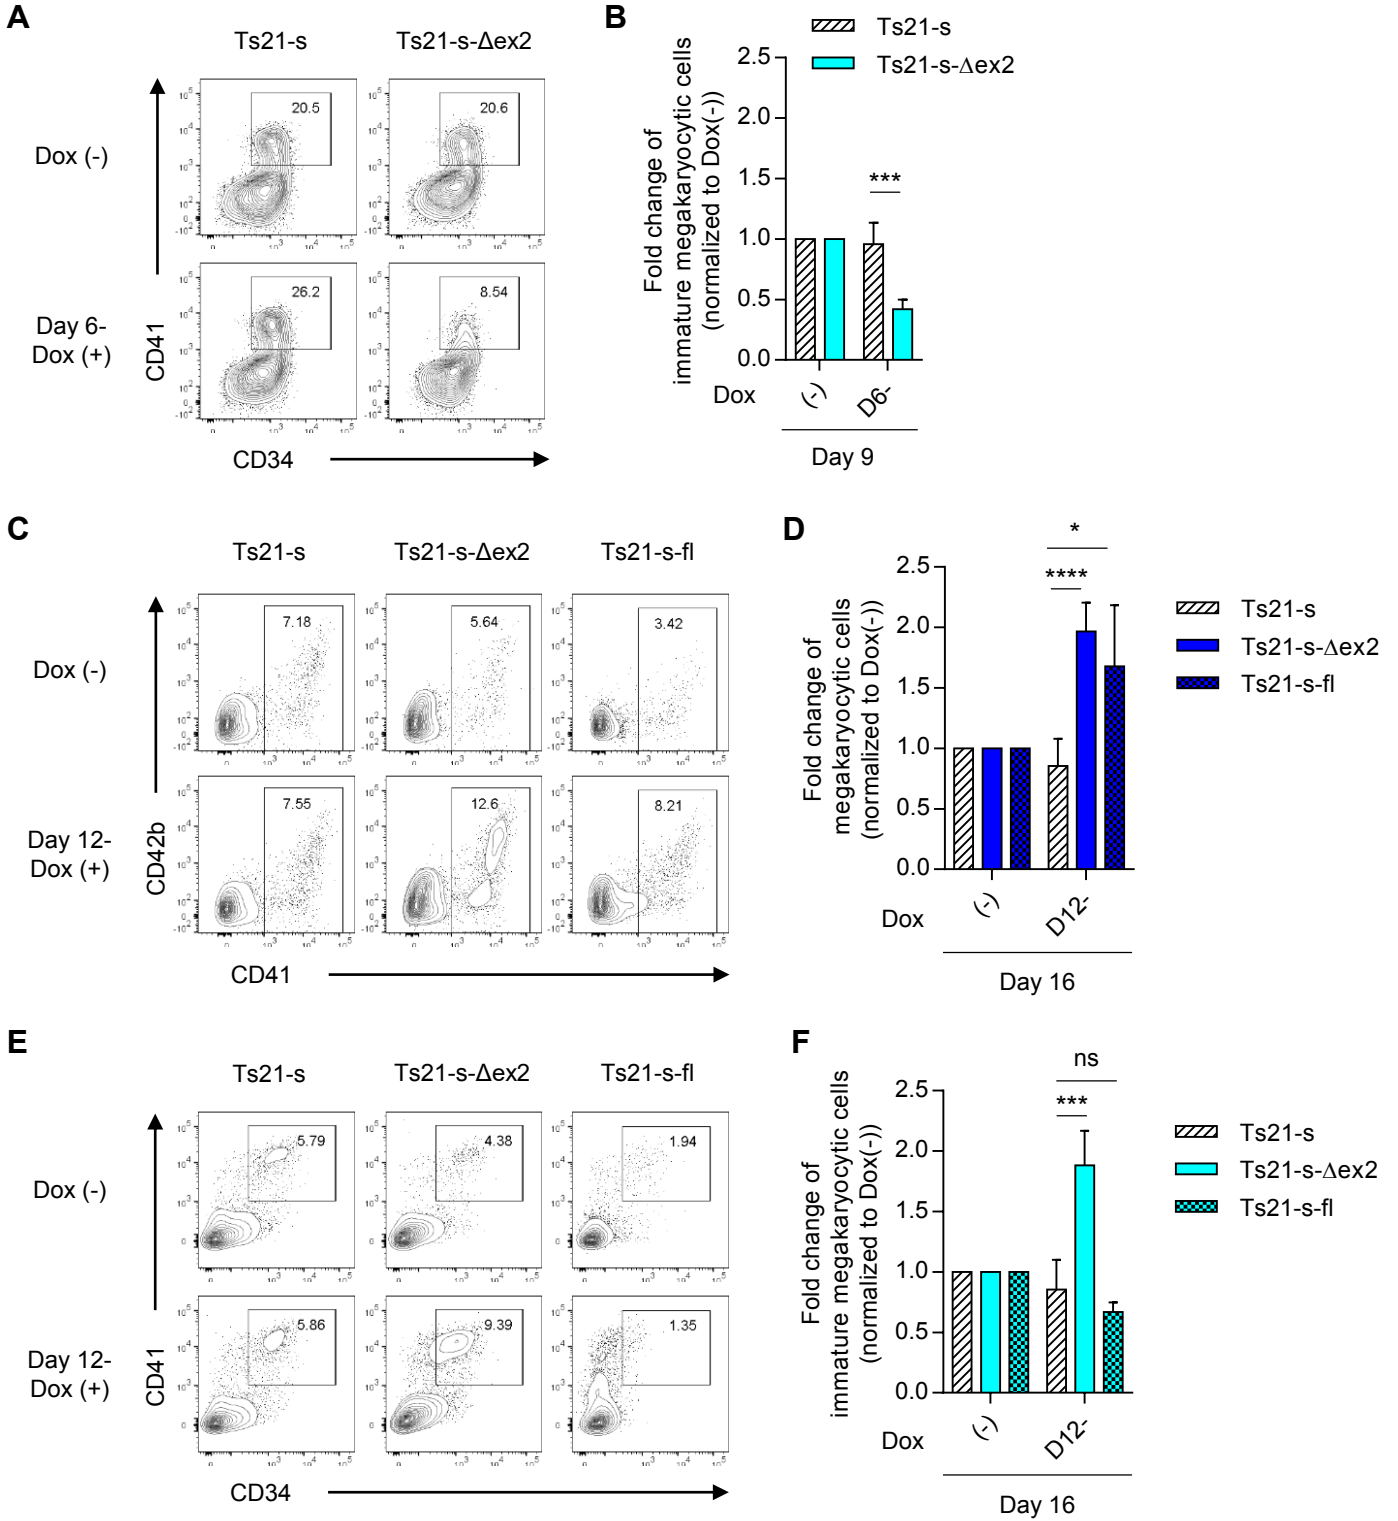 A
Ts21-s
Ts21-s-Δex2
Dox (-)
20.5
20.6
Day 6-
Dox (+)
26.2
8.54
CD41
CD34
B
Ts21-s
Ts21-s-Δex2
Fold change of
immature megakaryocytic cells
(normalized to Dox(-))
2.5
2.0
1.5
1.0
0.5
0.0
***
Dox
(-)
D6-
Day 9
C
Ts21-s
Ts21-s-Δex2
Ts21-s-fl
Dox (-)
7.18
5.64
3.42
Day 12-
Dox (+)
7.55
12.6
8.21
CD42b
CD41
D
Fold change of
megakaryocytic cells
(normalized to Dox(-))
2.5
2.0
1.5
1.0
0.5
0.0
*
****
Ts21-s
Ts21-s-Δex2
Ts21-s-fl
Dox
(-)
D12-
Day 16
E
Ts21-s
Ts21-s-Δex2
Ts21-s-fl
Dox (-)
5.79
4.38
1.94
Day 12-
Dox (+)
5.86
9.39
1.35
CD41
CD34
F
Fold change of
immature megakaryocytic cells
(normalized to Dox(-))
2.5
2.0
1.5
1.0
0.5
0.0
ns
***
Ts21-s
Ts21-s-Δex2
Ts21-s-fl
Dox
(-)
D12-
Day 16